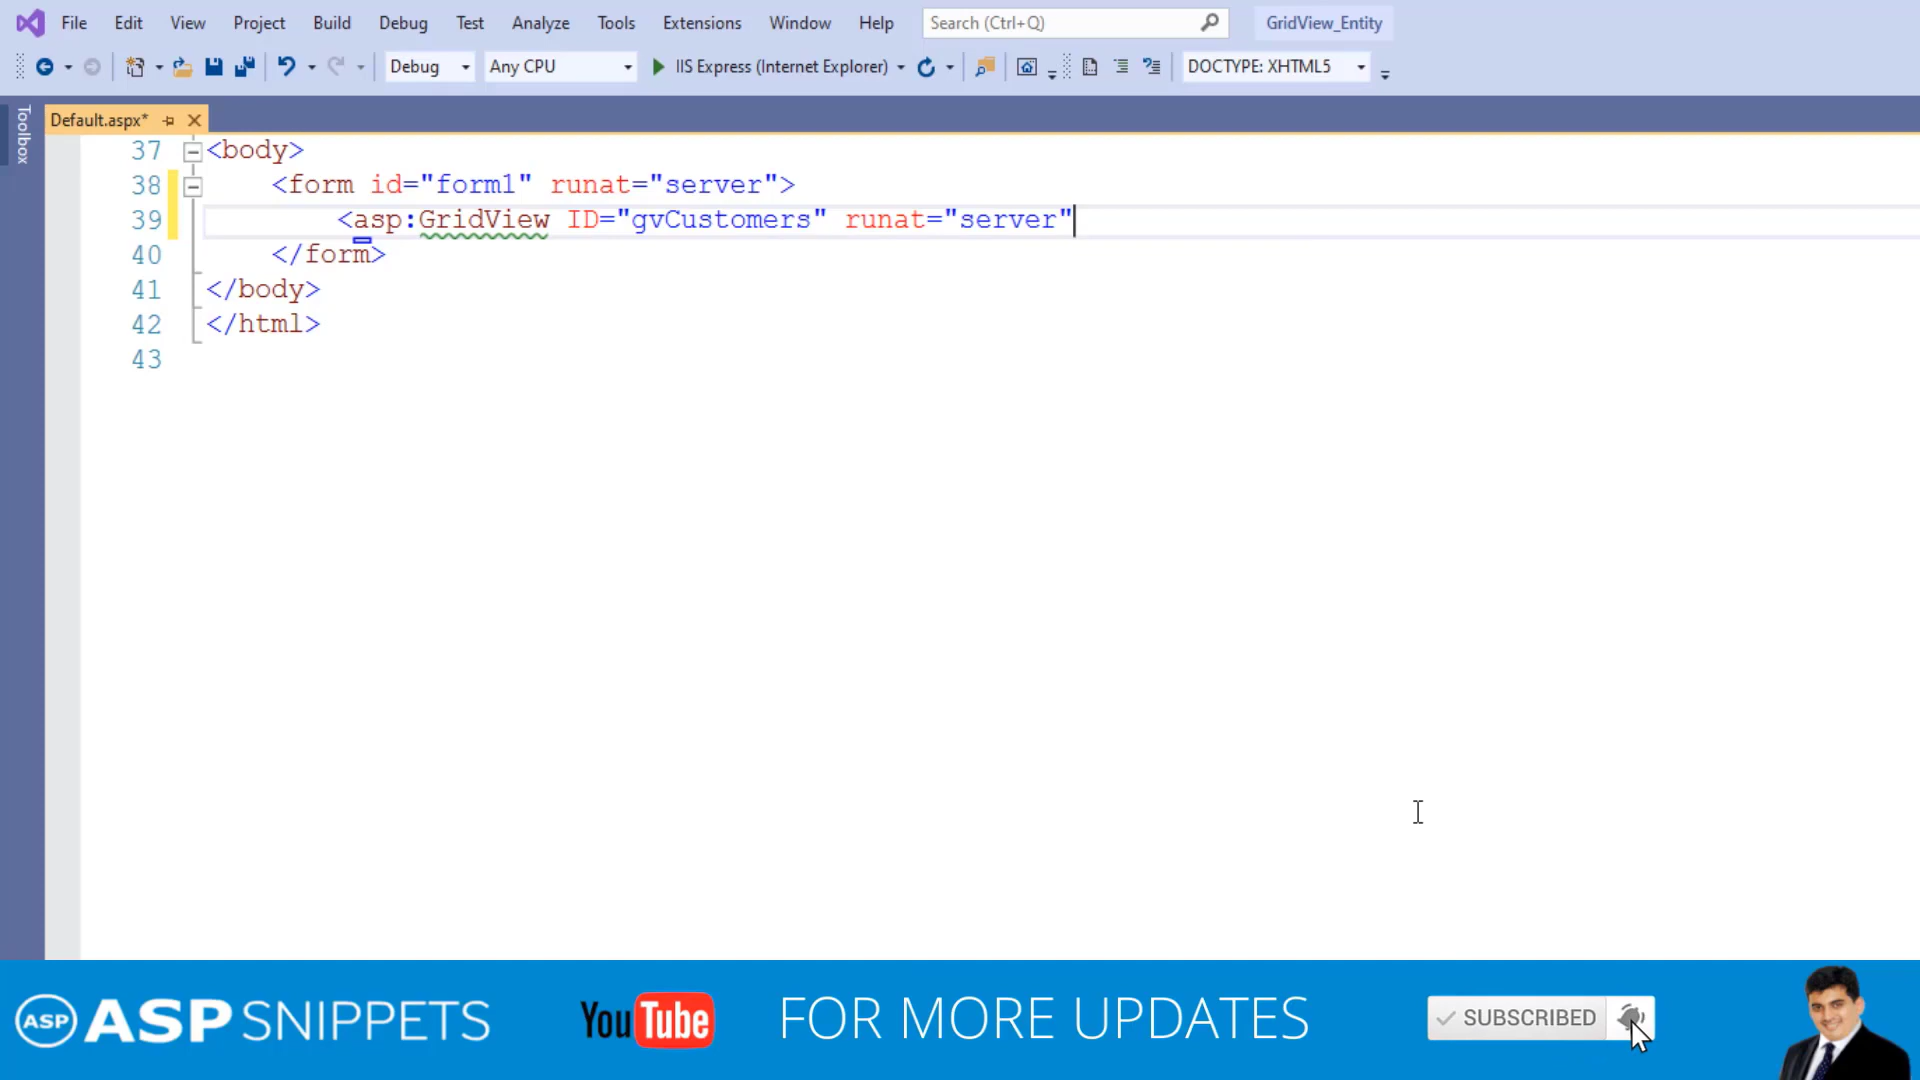 File Edit View Project Build Debug Test Analyze Tools Extensions Window Help Search (Ctrl+Q) GridView_Entity
Debug Any CPU IIS Express (Internet Explorer) DOCTYPE: XHTML5
Toolbox
Default.aspx*
37 <body>
38 <form id="form1" runat="server">
39 <asp:GridView ID="gvCustomers" runat="server"
40 </form>
41 </body>
42 </html>
43
ASP ASPSNIPPETS YouTube FOR MORE UPDATES SUBSCRIBED